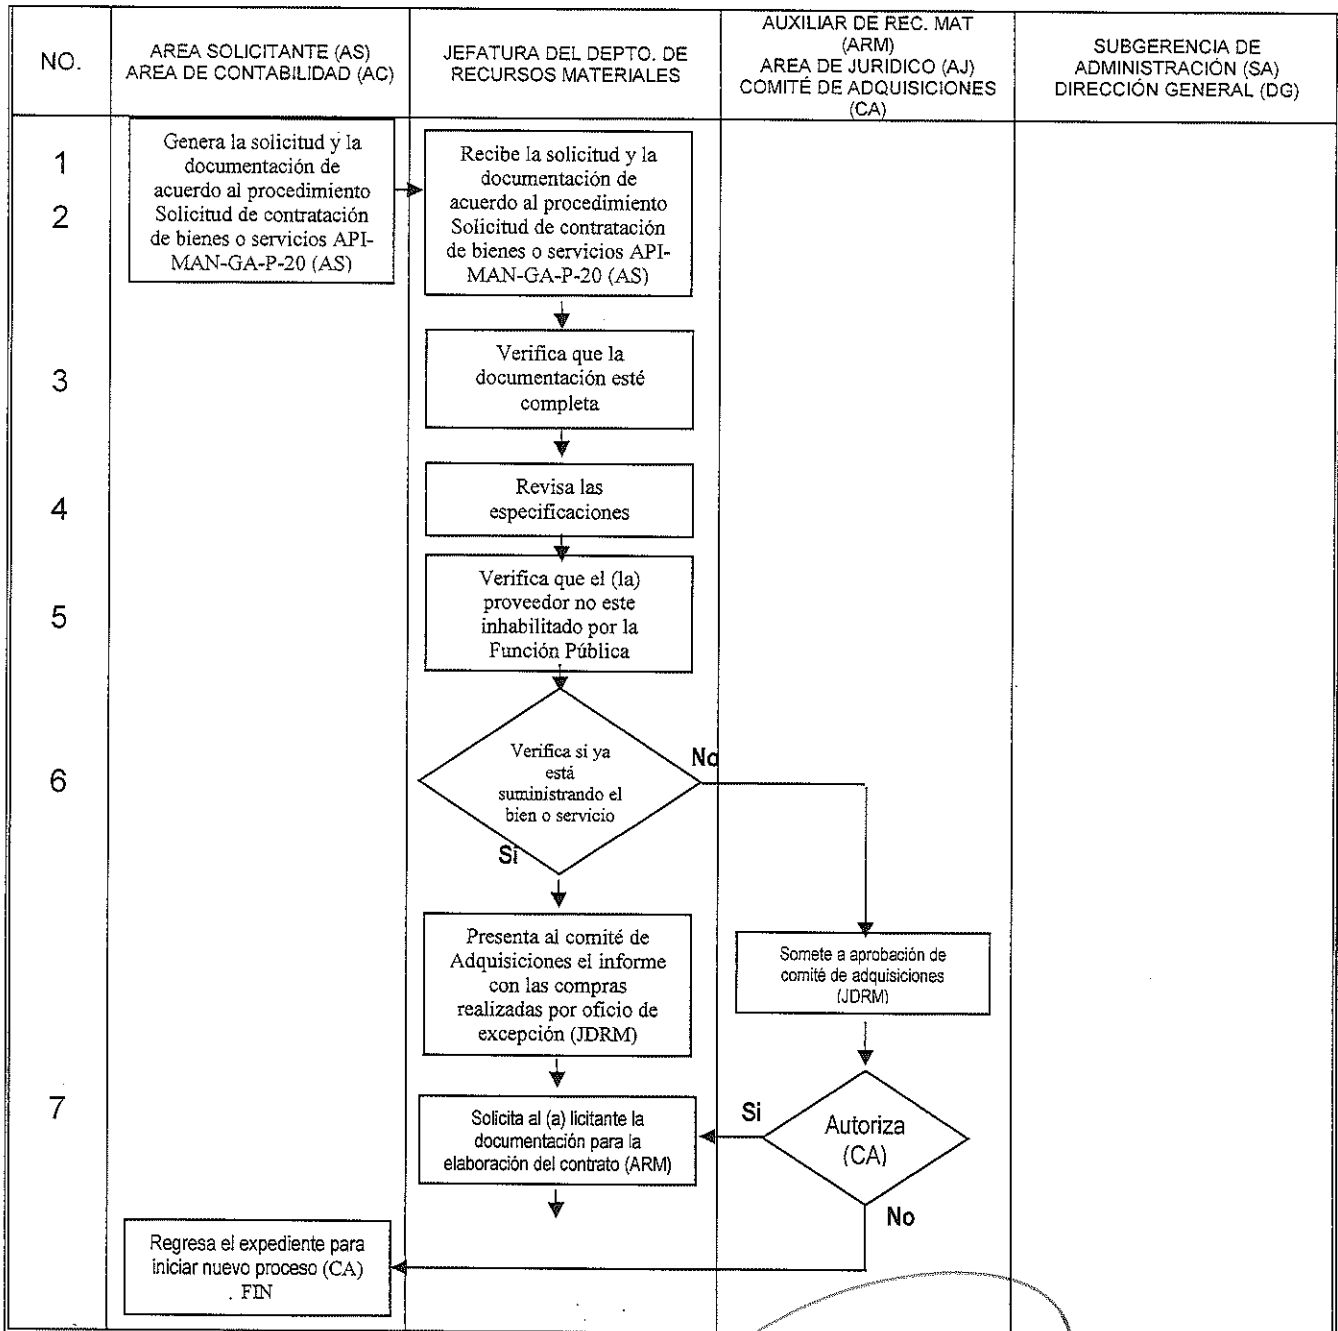 NO.
AREA SOLICITANTE (AS)
AREA DE CONTABILIDAD (AC)
JEFATURA DEL DEPTO. DE
RECURSOS MATERIALES
AUXILIAR DE REC. MAT
(ARM)
AREA DE JURIDICO (AJ)
COMITÉ DE ADQUISICIONES
(CA)
SUBGERENCIA DE
ADMINISTRACIÓN (SA)
DIRECCIÓN GENERAL (DG)
1
2
Genera la solicitud y la
documentación de
acuerdo al procedimiento
Solicitud de contratación
de bienes o servicios API-
MAN-GA-P-20 (AS)
Recibe la solicitud y la
documentación de
acuerdo al procedimiento
Solicitud de contratación
de bienes o servicios API-
MAN-GA-P-20 (AS)
3
Verifica que la
documentación esté
completa
4
Revisa las
especificaciones
5
Verifica que el (la)
proveedor no este
inhabilitado por la
Función Pública
6
Verifica si ya
está
suministrando el
bien o servicio
No
Si
Presenta al comité de
Adquisiciones el informe
con las compras
realizadas por oficio de
excepción (JDRM)
Somete a aprobación de
comité de adquisiciones
(JDRM)
7
Solicita al (a) licitante la
documentación para la
elaboración del contrato (ARM)
Si
Autoriza
(CA)
No
Regresa el expediente para
iniciar nuevo proceso (CA)
. FIN